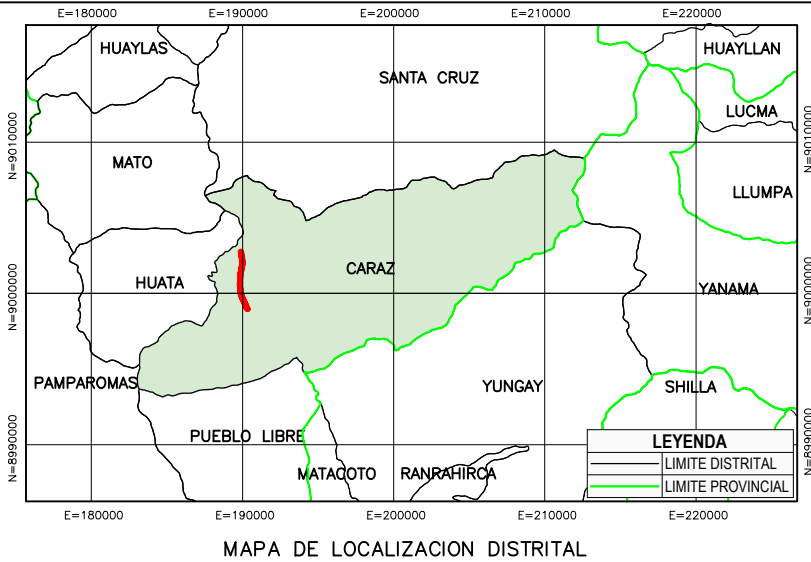 E=180000 E=190000 E=200000 E=210000 E=220000
HUAYLAS
HUAYLLAN
SANTA CRUZ
LUCMA
N=9010000
N=9010000
MATO
LLUMPA
CARAZ
HUATA
YANAMA
N=9000000
N=9000000
PAMPAROMAS
YUNGAY
SHILLA
PUEBLO LIBRE
N=8990000
N=8990000
MATACOTO
RANRAHIRCA
LEYENDA
LIMITE DISTRITAL
LIMITE PROVINCIAL
E=180000 E=190000 E=200000 E=210000 E=220000
MAPA DE LOCALIZACION DISTRITAL